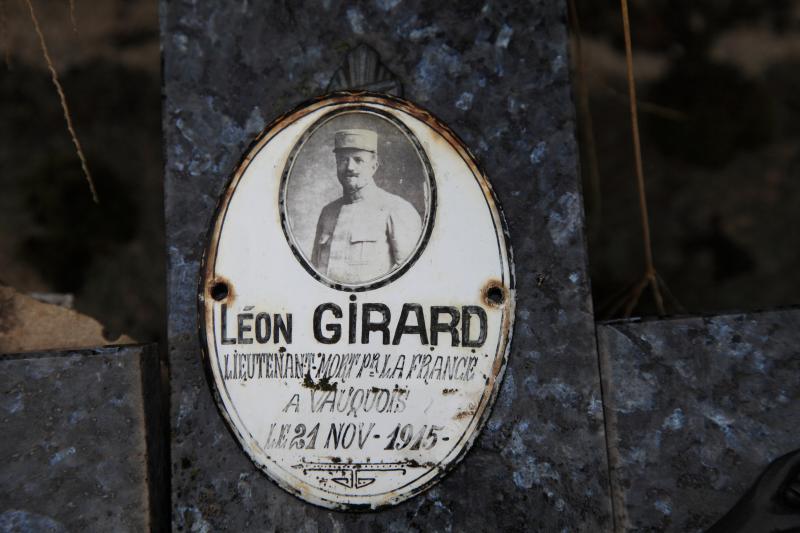 LÉON GIRARD
LIEUTENANT-MORT Pr. LA FRANCE
A VAUQUOIS
LE 21 NOV - 1915-